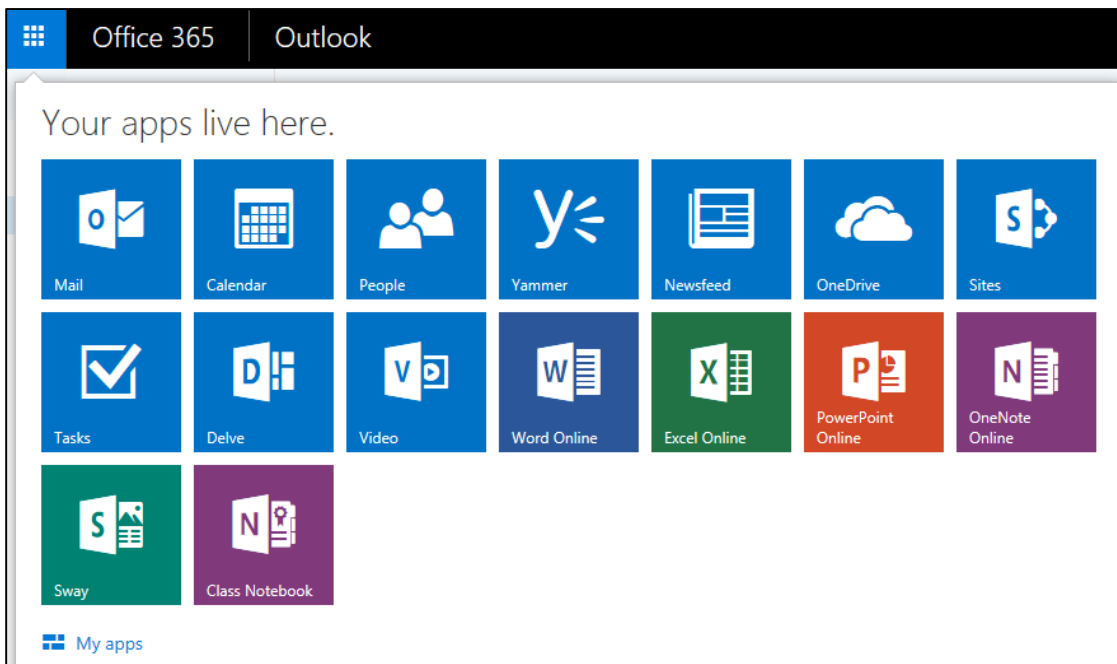 Office 365 Outlook
Your apps live here.
Mail Calendar People Yammer Newsfeed OneDrive Sites
Tasks Delve Video Word Online Excel Online PowerPoint Online OneNote Online
Sway Class Notebook
My apps